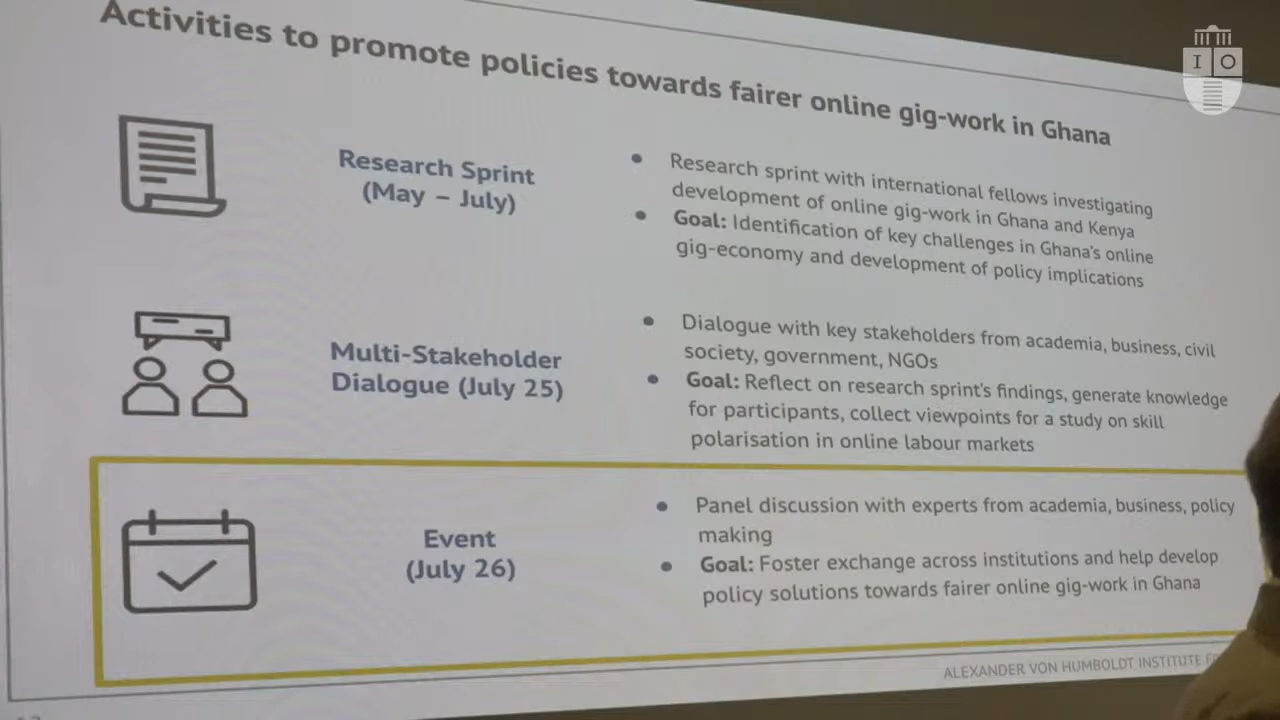 Activities to promote policies towards fairer online gig-work in Ghana
I O
Research Sprint
(May – July)
• Research sprint with international fellows investigating
development of online gig-work in Ghana and Kenya
• Goal: Identification of key challenges in Ghana's online
gig-economy and development of policy implications
Multi-Stakeholder
Dialogue (July 25)
• Dialogue with key stakeholders from academia, business, civil
society, government, NGOs
• Goal: Reflect on research sprint's findings, generate knowledge
for participants, collect viewpoints for a study on skill
polarisation in online labour markets
Event
(July 26)
• Panel discussion with experts from academia, business, policy
making
• Goal: Foster exchange across institutions and help develop
policy solutions towards fairer online gig-work in Ghana
ALEXANDER VON HUMBOLDT INSTITUTE